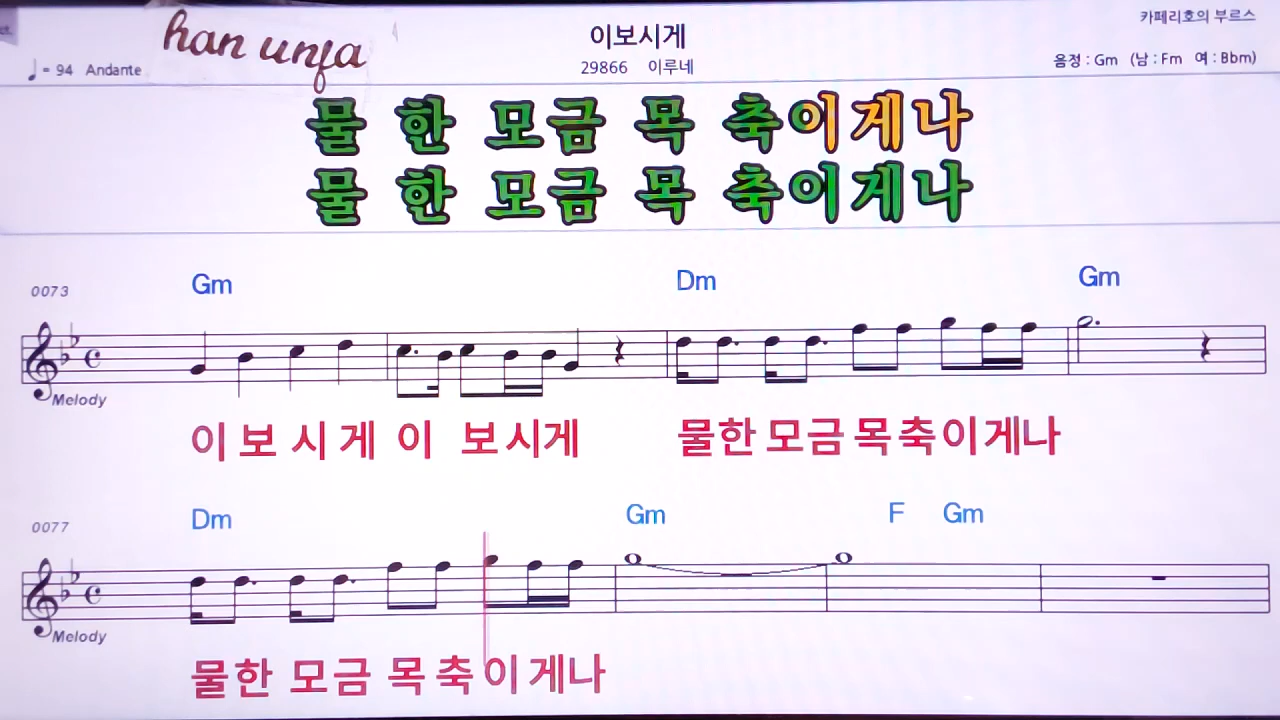 han unfa
이보시게
카페리호의 부르스
♩= 94 Andante
29866 이루네
음정 : Gm (남 : Fm 여 : Bbm)
물 한 모금 목 축이게나
물 한 모금 목 축이게나
0073 Gm Dm Gm
Melody
이 보 시 게 이 보시게 물한 모금 목축이게나
0077 Dm Gm F Gm
Melody
물한 모금 목축이 게나